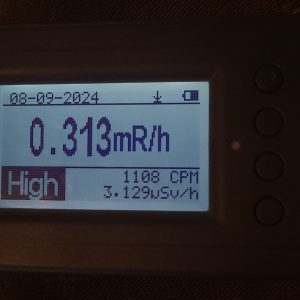 08-09-2024
0.313mR/h
High
1108 CPM
3.129uSv/h